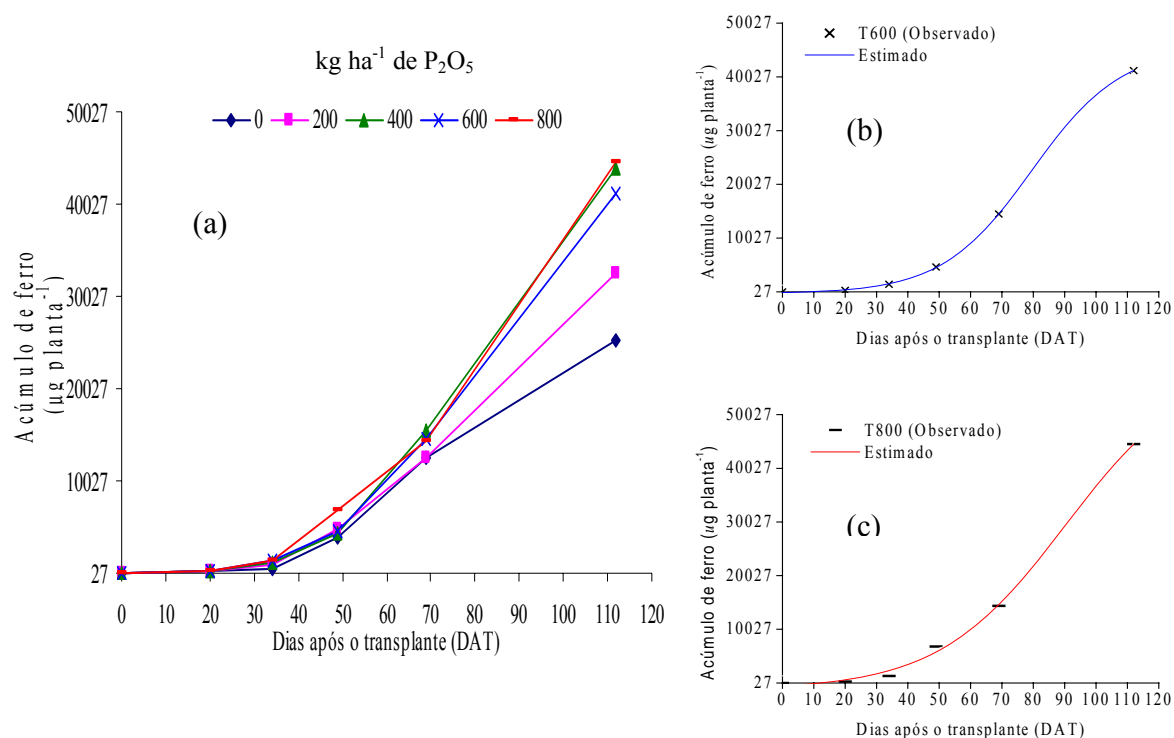 kg ha⁻¹ de P₂O₅
0 200 400 600 800
50027
40027
30027
20027
10027
27
Acúmulo de ferro
(µg planta⁻¹)
(a)
0 10 20 30 40 50 60 70 80 90 100 110 120
Dias após o transplante (DAT)
T600 (Observado)
Estimado
50027
40027
30027
20027
10027
27
Acúmulo de ferro (ug planta⁻¹)
(b)
0 10 20 30 40 50 60 70 80 90 100 110 120
Dias após o transplante (DAT)
T800 (Observado)
Estimado
50027
40027
30027
20027
10027
27
Acúmulo de ferro (ug planta⁻¹)
(c)
0 10 20 30 40 50 60 70 80 90 100 110 120
Dias após o transplante (DAT)